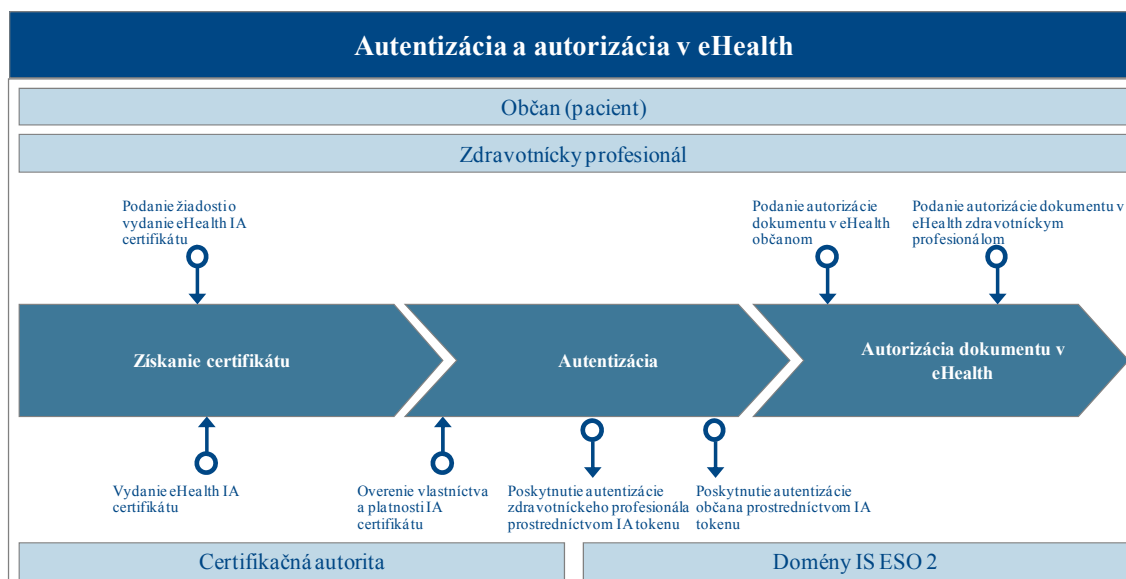 Autentizácia a autorizácia v eHealth
Občan (pacient)
Zdravotnícky profesionál
Podanie žiadosti o
vydanie eHealth IA
certifikátu
Podanie autorizácie
dokumentu v eHealth
občanom
Podanie autorizácie dokumentu v
eHealth zdravotníckym
profesionálom
Získanie certifikátu
Autentizácia
Autorizácia dokumentu v
eHealth
Vydanie eHealth IA
certifikátu
Overenie vlastníctva
a platnosti IA
certifikátu
Poskytnutie autentizácie
zdravotníckeho profesionála
prostredníctvom IA tokenu
Poskytnutie autentizácie
občana prostredníctvom IA
tokenu
Certifikačná autorita
Domény IS ESO 2